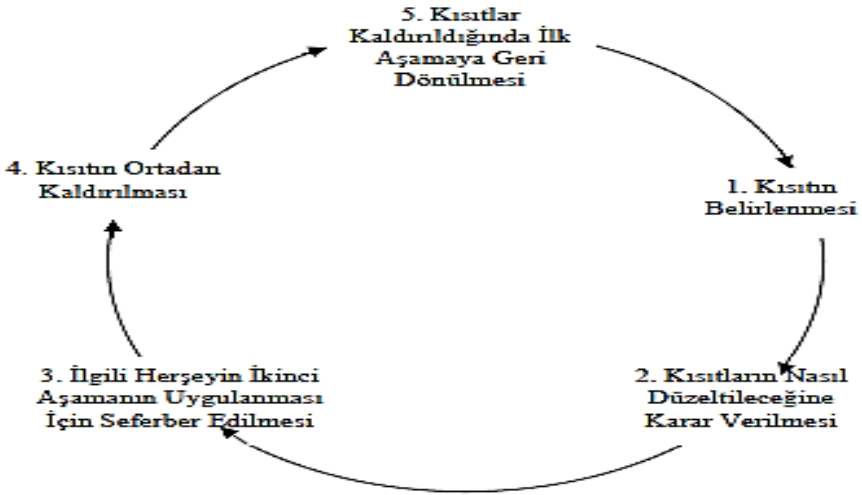 5. Kısıtlar
Kaldırıldığında İlk
Aşamaya Geri
Dönülmesi
1. Kısıtın
Belirlenmesi
2. Kısıtların Nasıl
Düzeltileceğine
Karar Verilmesi
3. İlgili Herşeyin İkinci
Aşamanın Uygulanması
İçin Seferber Edilmesi
4. Kısıtın Ortadan
Kaldırılması